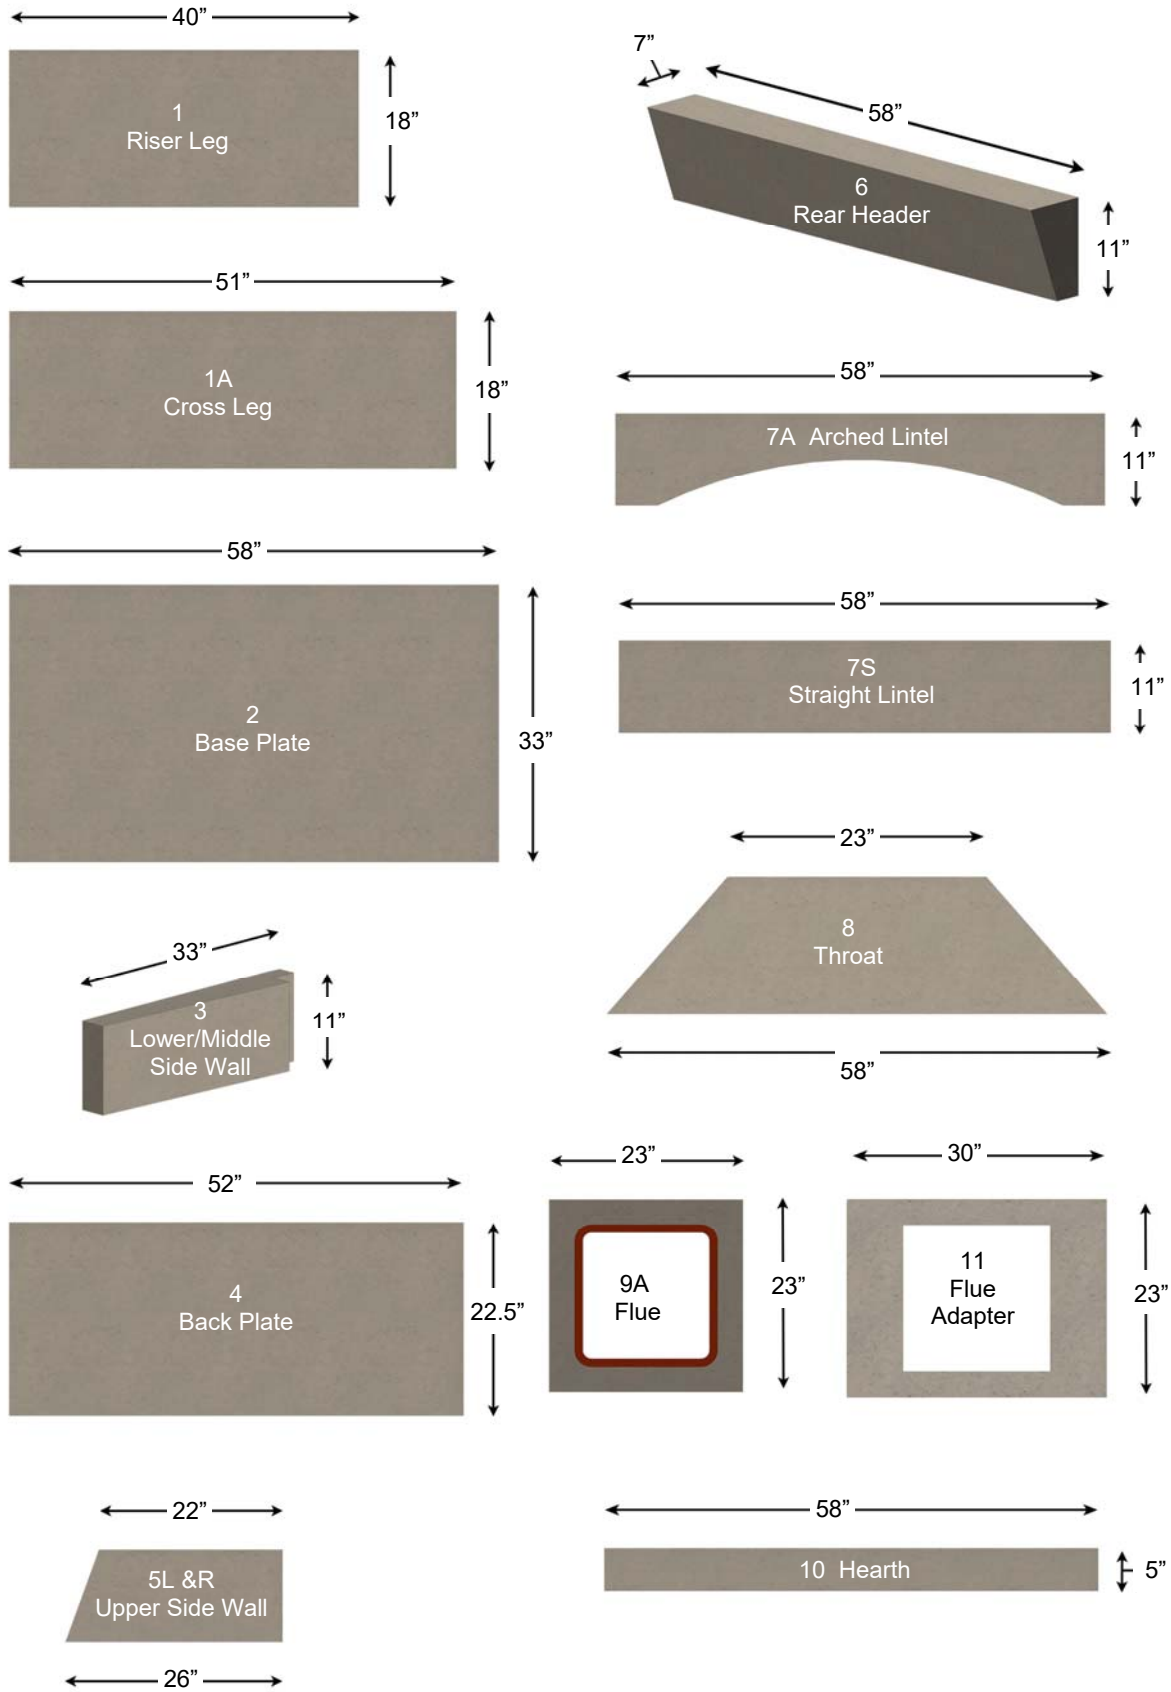 40”
1
Riser Leg
18”
51”
1A
Cross Leg
18”
58”
2
Base Plate
33”
33”
3
Lower/Middle
Side Wall
11”
52”
4
Back Plate
22.5”
22”
5L &R
Upper Side Wall
26”
7”
58”
6
Rear Header
11”
58”
7A Arched Lintel
11”
58”
7S
Straight Lintel
11”
23”
8
Throat
58”
23”
9A
Flue
23”
30”
11
Flue
Adapter
23”
58”
10 Hearth
5”